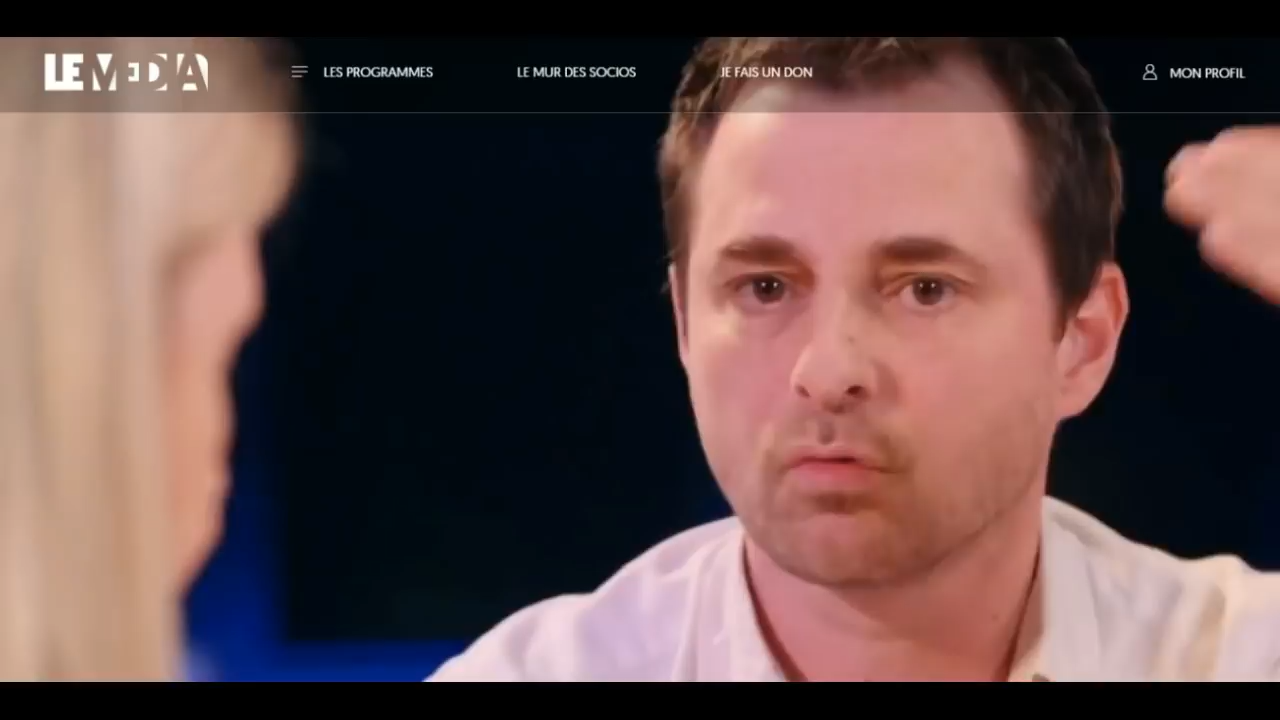 LE MEDIA
LES PROGRAMMES
LE MUR DES SOCIOS
JE FAIS UN DON
MON PROFIL